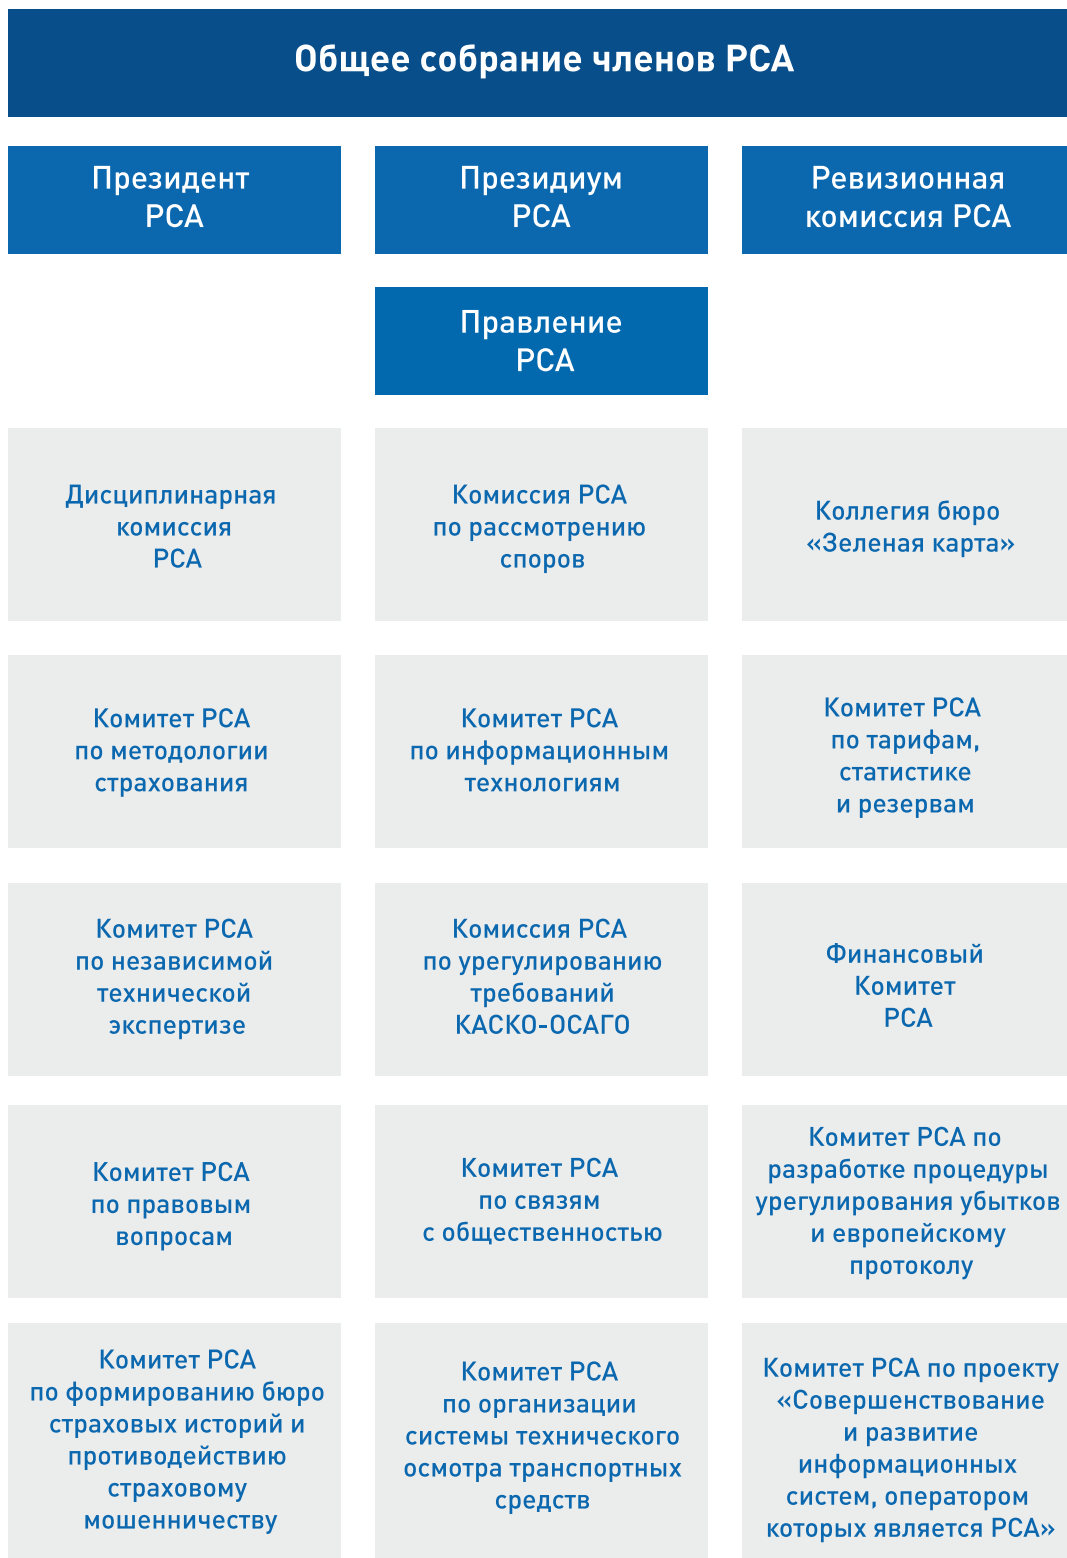 Общее собрание членов РСА
Президент
РСА
Президиум
РСА
Ревизионная
комиссия РСА
Правление
РСА
Дисциплинарная
комиссия
РСА
Комиссия РСА
по рассмотрению
споров
Коллегия бюро
«Зеленая карта»
Комитет РСА
по методологии
страхования
Комитет РСА
по информационным
технологиям
Комитет РСА
по тарифам,
статистике
и резервам
Комитет РСА
по независимой
технической
экспертизе
Комиссия РСА
по урегулированию
требований
КАСКО-ОСАГО
Финансовый
Комитет
РСА
Комитет РСА
по правовым
вопросам
Комитет РСА
по связям
с общественностью
Комитет РСА по
разработке процедуры
урегулирования убытков
и европейскому
протоколу
Комитет РСА
по формированию бюро
страховых историй и
противодействию
страховому
мошенничеству
Комитет РСА
по организации
системы технического
осмотра транспортных
средств
Комитет РСА по проекту
«Совершенствование
и развитие
информационных
систем, оператором
которых является РСА»